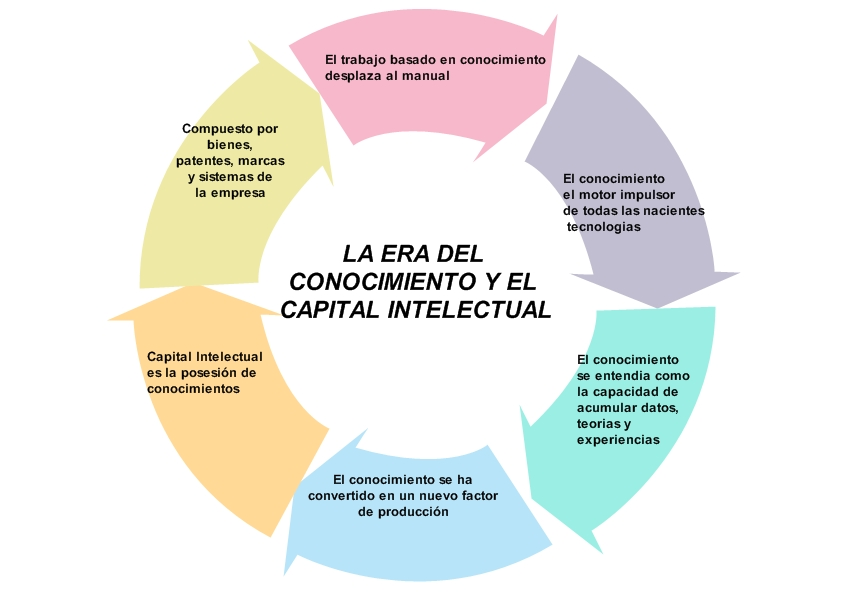 El trabajo basado en conocimiento
desplaza al manual
El conocimiento
el motor impulsor
de todas las nacientes
tecnologias
El conocimiento
se entendia como
la capacidad de
acumular datos,
teorias y
experiencias
El conocimiento se ha
convertido en un nuevo factor
de producción
Capital Intelectual
es la posesión de
conocimientos
Compuesto por
bienes,
patentes, marcas
y sistemas de
la empresa
LA ERA DEL
CONOCIMIENTO Y EL
CAPITAL INTELECTUAL